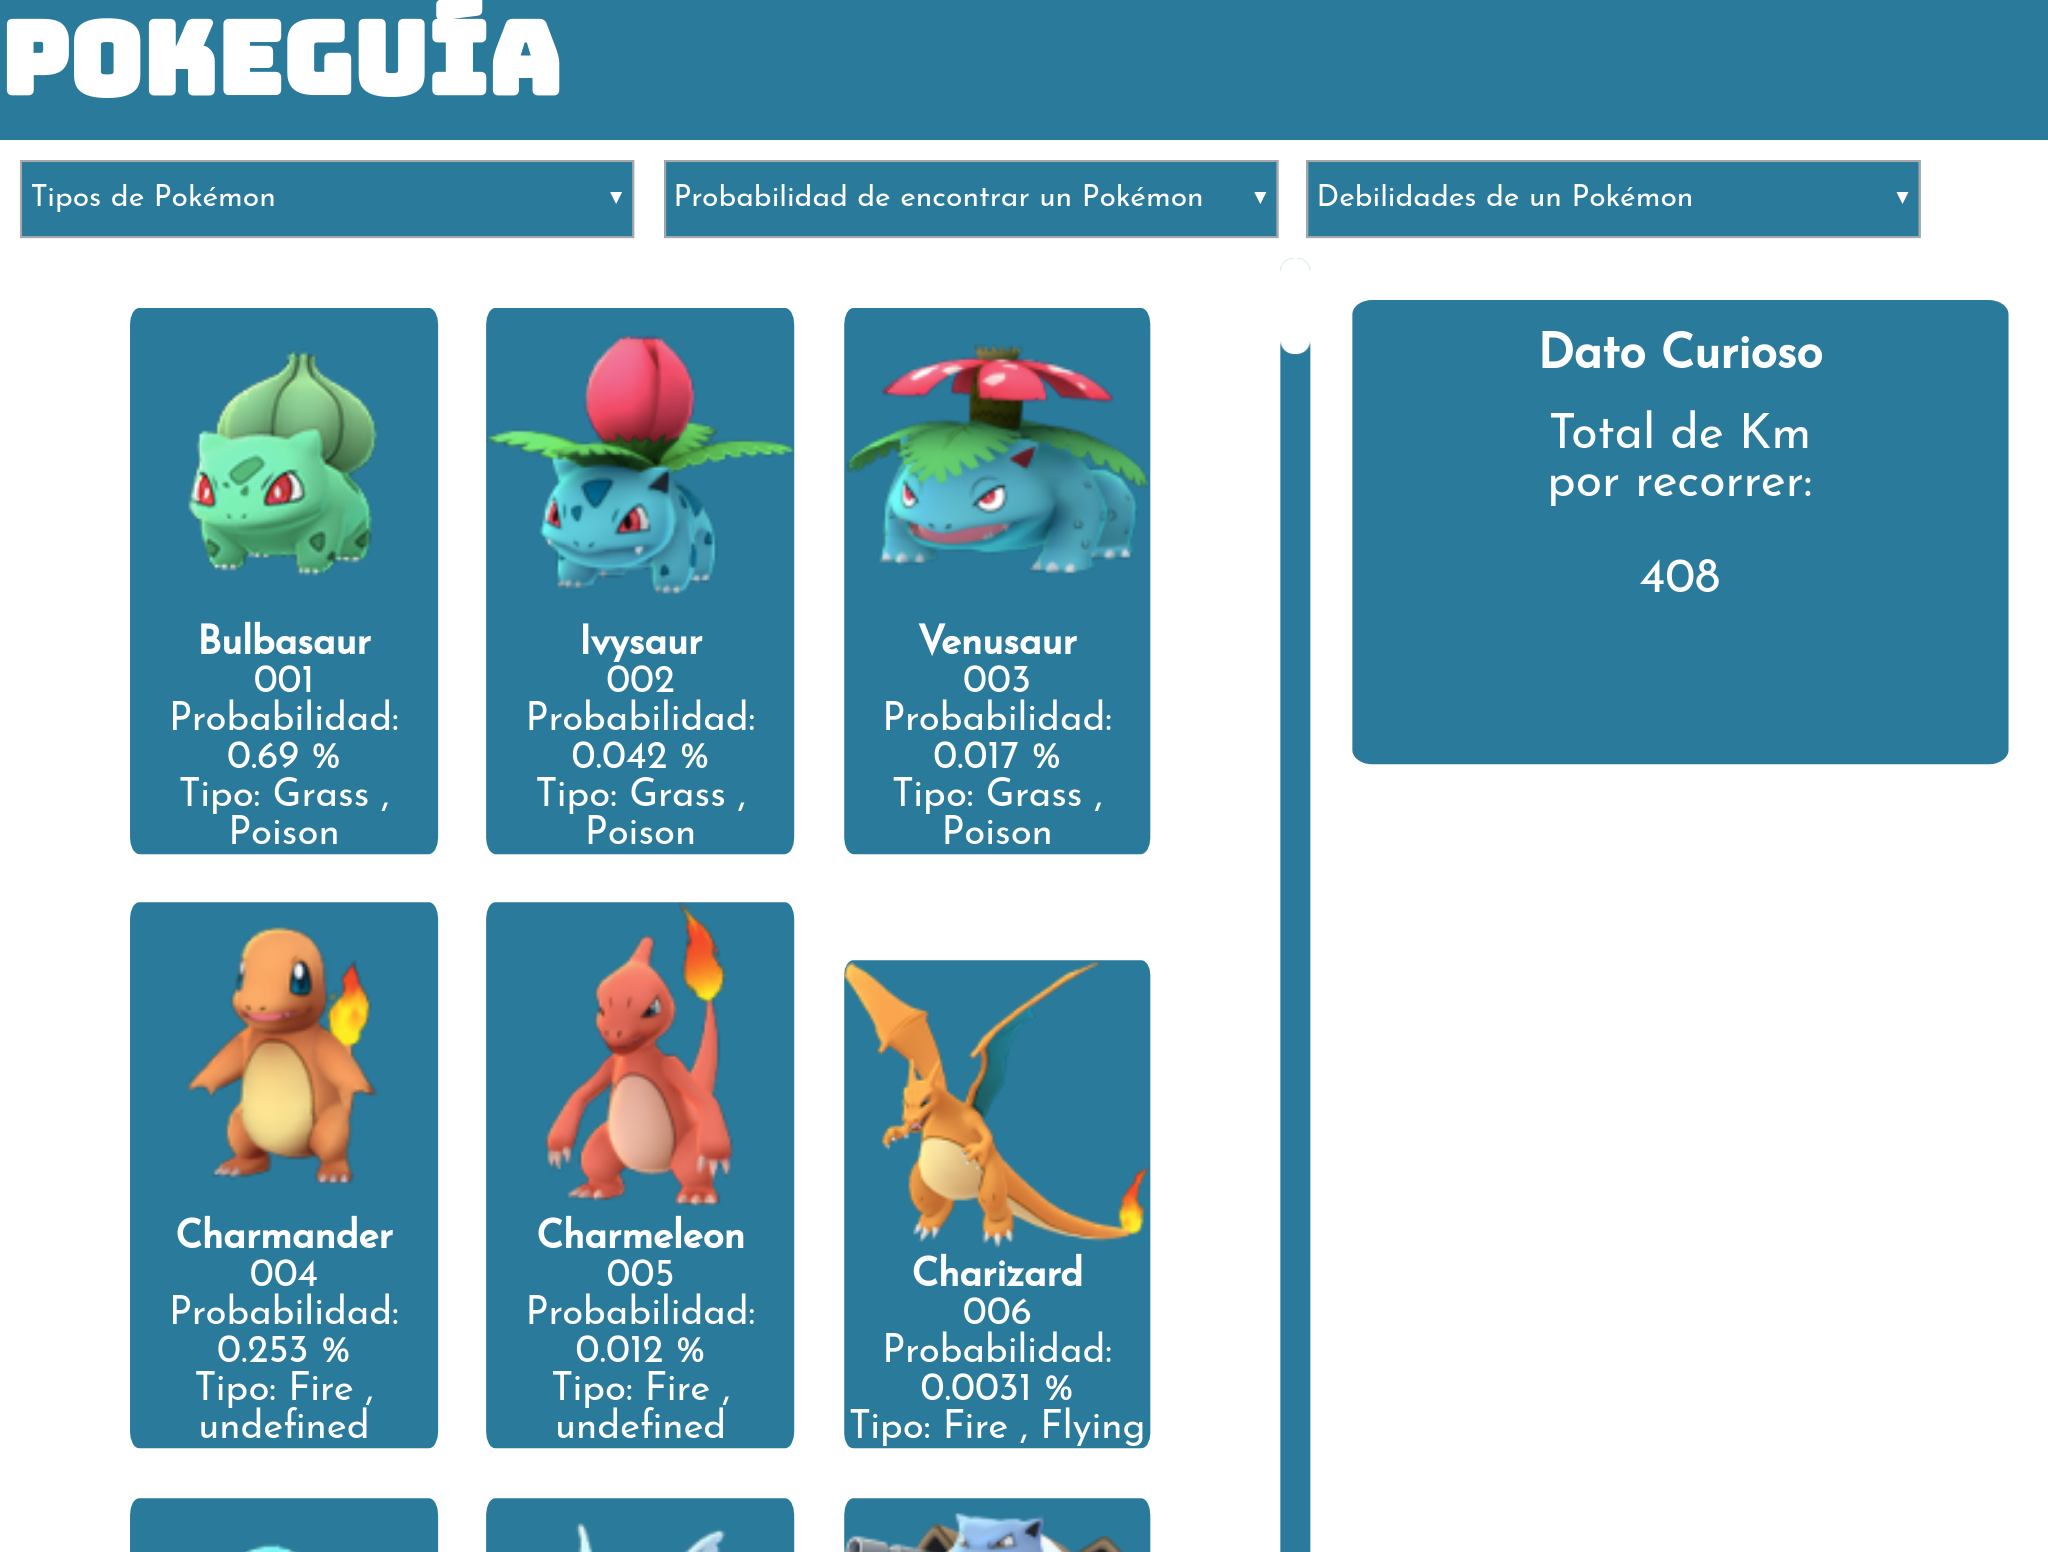 POKEGUÍA
Tipos de Pokémon
Probabilidad de encontrar un Pokémon
Debilidades de un Pokémon
Bulbasaur
001
Probabilidad:
0.69 %
Tipo: Grass ,
Poison
Ivysaur
002
Probabilidad:
0.042 %
Tipo: Grass ,
Poison
Venusaur
003
Probabilidad:
0.017 %
Tipo: Grass ,
Poison
Dato Curioso
Total de Km
por recorrer:
408
Charmander
004
Probabilidad:
0.253 %
Tipo: Fire ,
undefined
Charmeleon
005
Probabilidad:
0.012 %
Tipo: Fire ,
undefined
Charizard
006
Probabilidad:
0.0031 %
Tipo: Fire , Flying